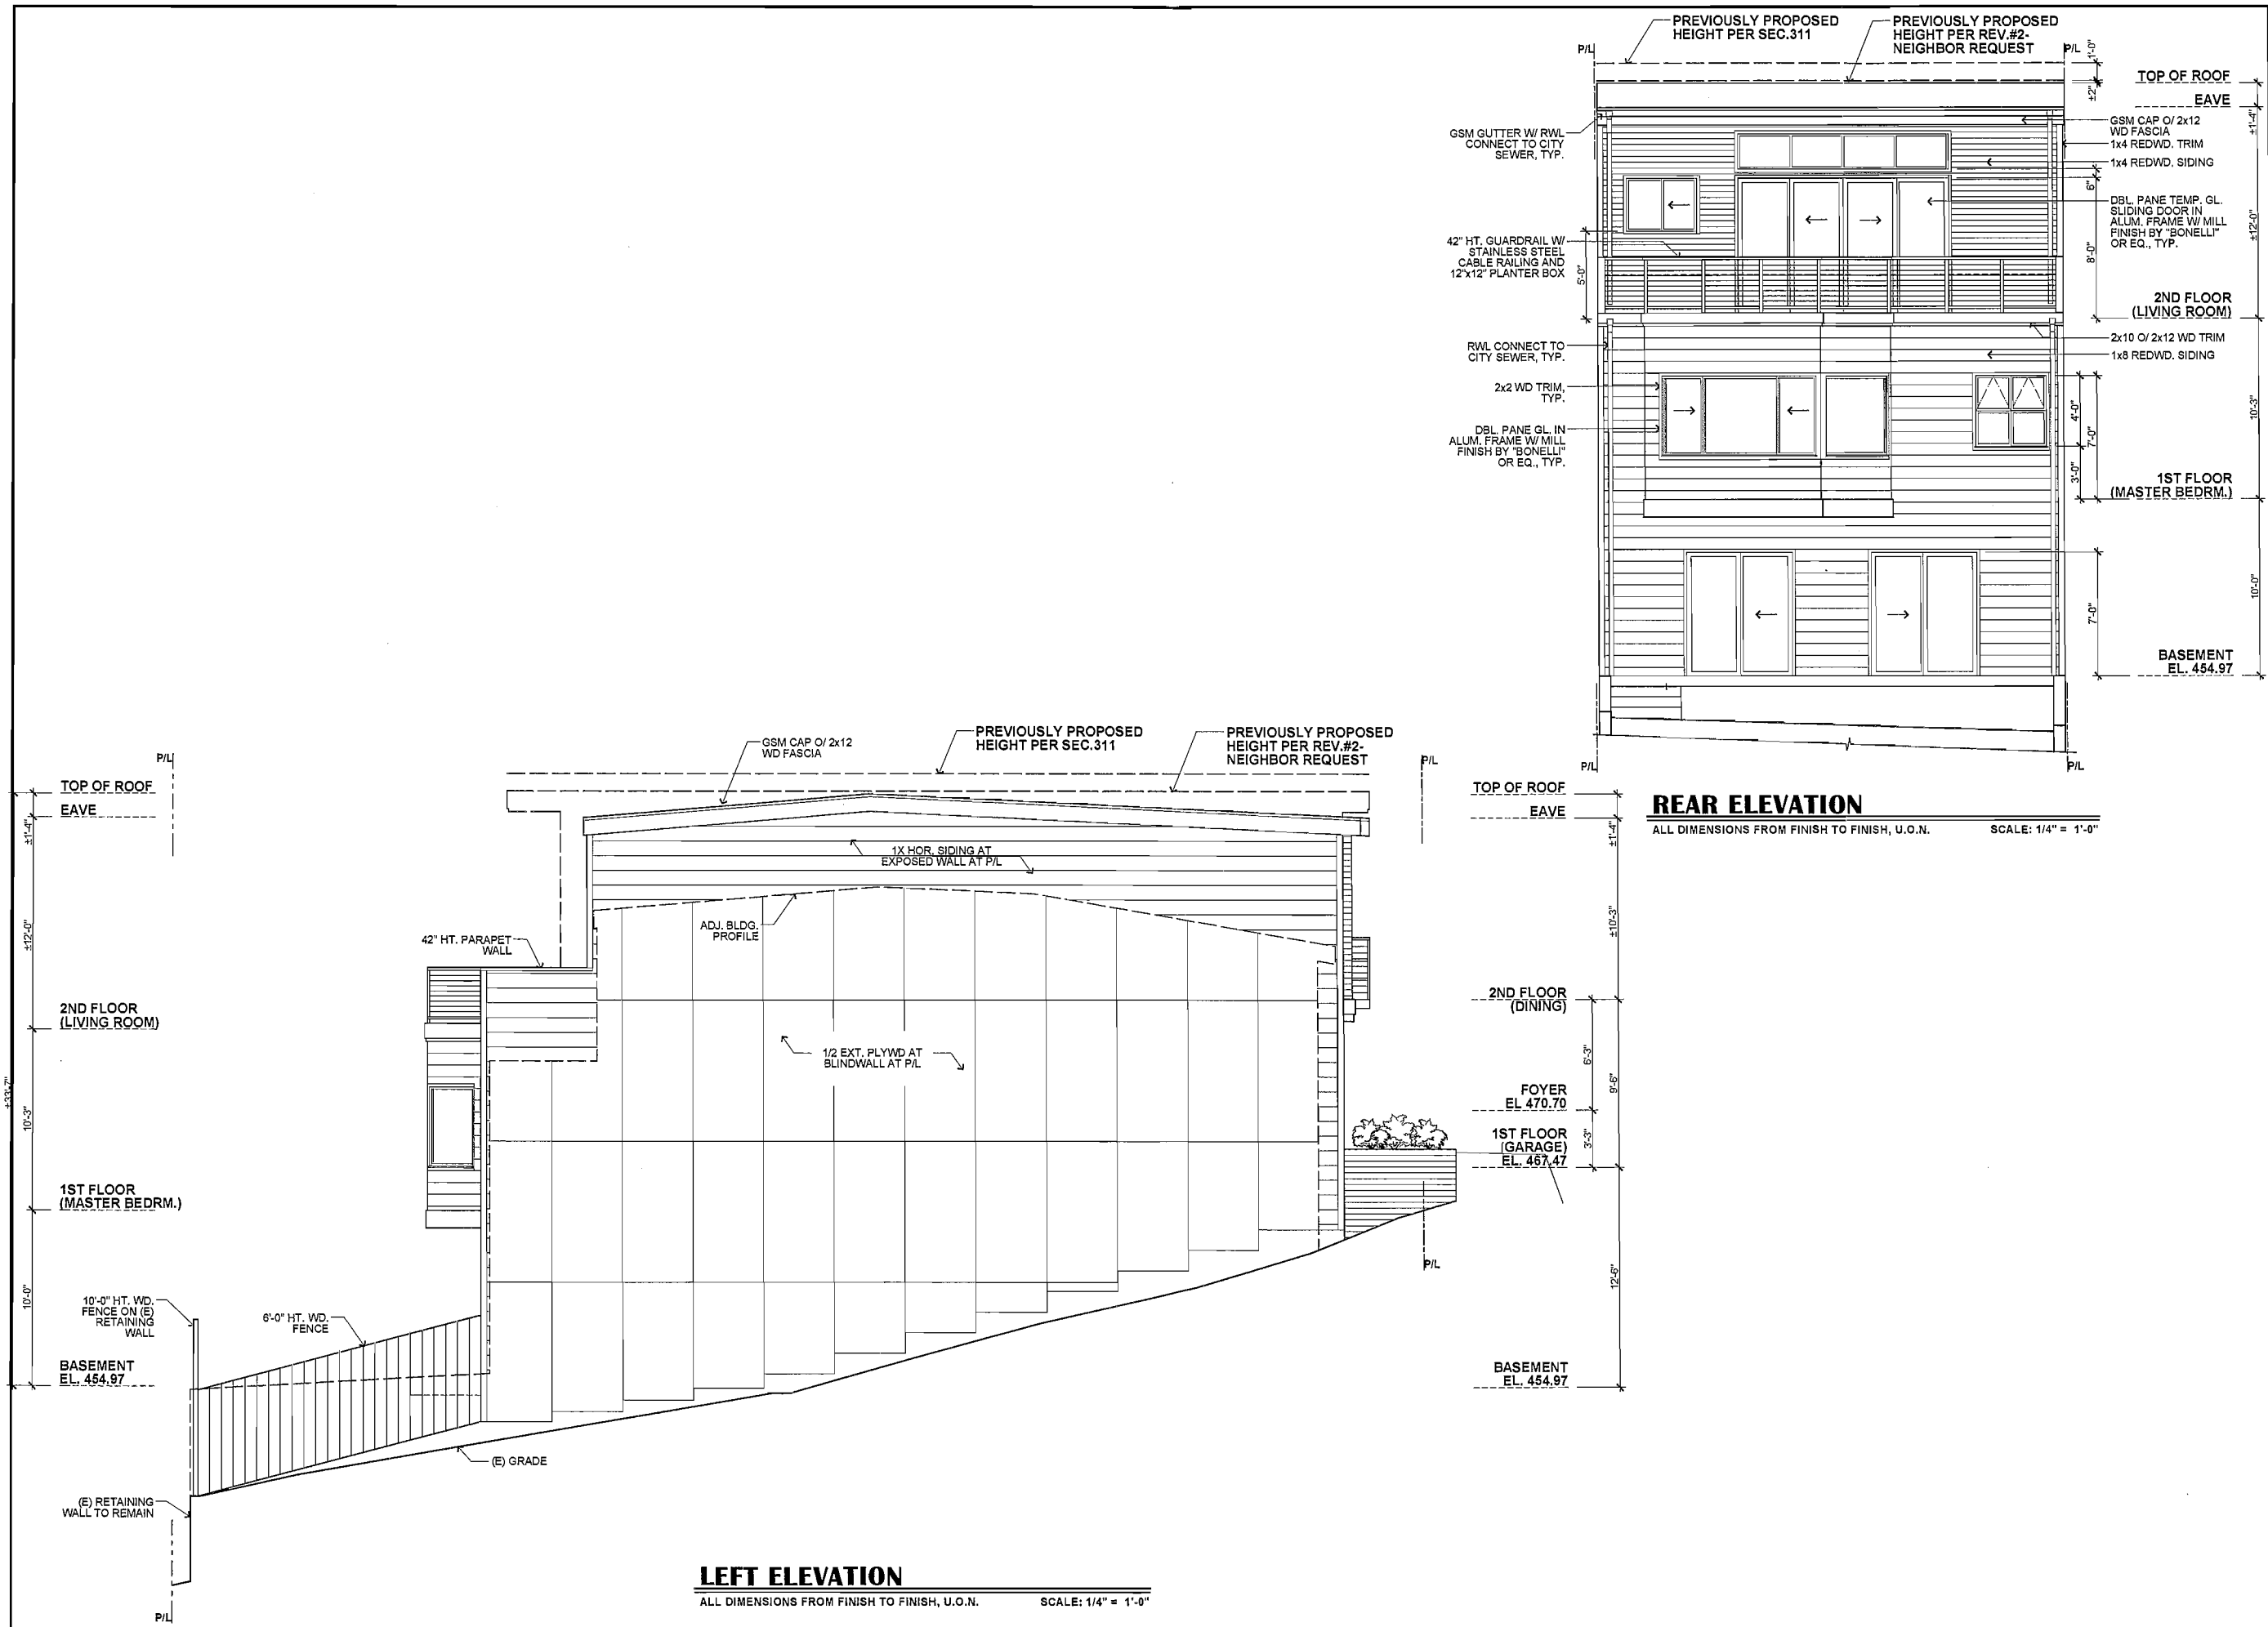 PREVIOUSLY PROPOSED
HEIGHT PER SEC.311
PREVIOUSLY PROPOSED
HEIGHT PER REV.#2-
NEIGHBOR REQUEST
P/L
P/L
1'-0"
±2"
TOP OF ROOF
EAVE
±1'-4"
GSM GUTTER W/ RWL
CONNECT TO CITY
SEWER, TYP.
GSM CAP O/ 2x12
WD FASCIA
1x4 REDWD. TRIM
1x4 REDWD. SIDING
6"
DBL. PANE TEMP. GL.
SLIDING DOOR IN
ALUM. FRAME W/ MILL
FINISH BY "BONELLI"
OR EQ., TYP.
±12'-0"
8'-0"
42" HT. GUARDRAIL W/
STAINLESS STEEL
CABLE RAILING AND
12"x12" PLANTER BOX
5'-0"
2ND FLOOR
(LIVING ROOM)
RWL CONNECT TO
CITY SEWER, TYP.
2x10 O/ 2x12 WD TRIM
1x8 REDWD. SIDING
2x2 WD TRIM,
TYP.
4'-0"
7'-0"
10'-3"
DBL. PANE GL. IN
ALUM. FRAME W/ MILL
FINISH BY "BONELLI"
OR EQ., TYP.
3'-0"
1ST FLOOR
(MASTER BEDRM.)
10'-0"
7'-0"
BASEMENT
EL. 454.97
P/L
P/L
REAR ELEVATION
ALL DIMENSIONS FROM FINISH TO FINISH, U.O.N.
SCALE: 1/4" = 1'-0"
P/L
GSM CAP O/ 2x12
WD FASCIA
PREVIOUSLY PROPOSED
HEIGHT PER SEC.311
PREVIOUSLY PROPOSED
HEIGHT PER REV.#2-
NEIGHBOR REQUEST
P/L
TOP OF ROOF
EAVE
±1'-4"
TOP OF ROOF
EAVE
±1'-4"
1X HOR. SIDING AT
EXPOSED WALL AT P/L
ADJ. BLDG.
PROFILE
42" HT. PARAPET
WALL
±12'-0"
±10'-3"
2ND FLOOR
(LIVING ROOM)
2ND FLOOR
(DINING)
1/2 EXT. PLYWD AT
BLINDWALL AT P/L
6'-3"
9'-6"
±33'-7"
10'-3"
FOYER
EL 470.70
3'-3"
1ST FLOOR
(GARAGE)
EL. 467.47
1ST FLOOR
(MASTER BEDRM.)
P/L
12'-6"
10'-0"
10'-0" HT. WD.
FENCE ON (E)
RETAINING
WALL
6'-0" HT. WD.
FENCE
BASEMENT
EL. 454.97
BASEMENT
EL. 454.97
(E) GRADE
(E) RETAINING
WALL TO REMAIN
P/L
LEFT ELEVATION
ALL DIMENSIONS FROM FINISH TO FINISH, U.O.N.
SCALE: 1/4" = 1'-0"